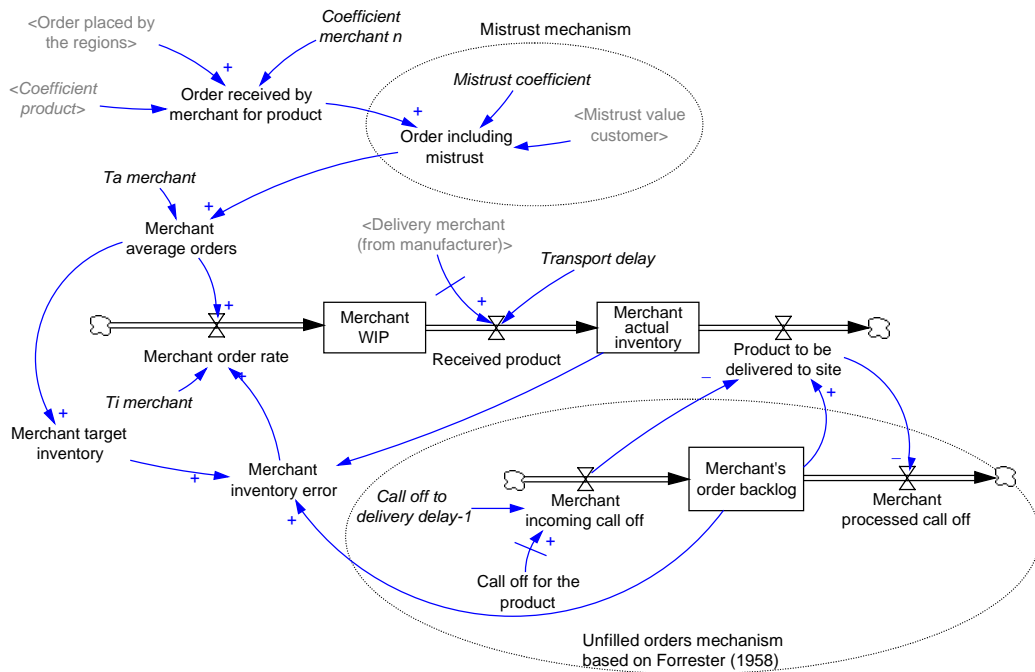 <Order placed by
the regions>
Coefficient
merchant n
Mistrust mechanism
<Coefficient
product>
+
Order received by
merchant for product
Mistrust coefficient
+
<Mistrust value
customer>
Order including
mistrust
Ta merchant
+
Merchant
average orders
<Delivery merchant
(from manufacturer)>
Transport delay
+
+
Merchant
WIP
Merchant
actual
inventory
Merchant order rate
Received product
Product to be
delivered to site
–
+
Ti merchant
+
Merchant target
inventory
+
Merchant
inventory error
+
Call off to
delivery delay-1
Merchant
incoming call off
+
Merchant's
order backlog
–
Merchant
processed call off
Call off for the
product
Unfilled orders mechanism
based on Forrester (1958)